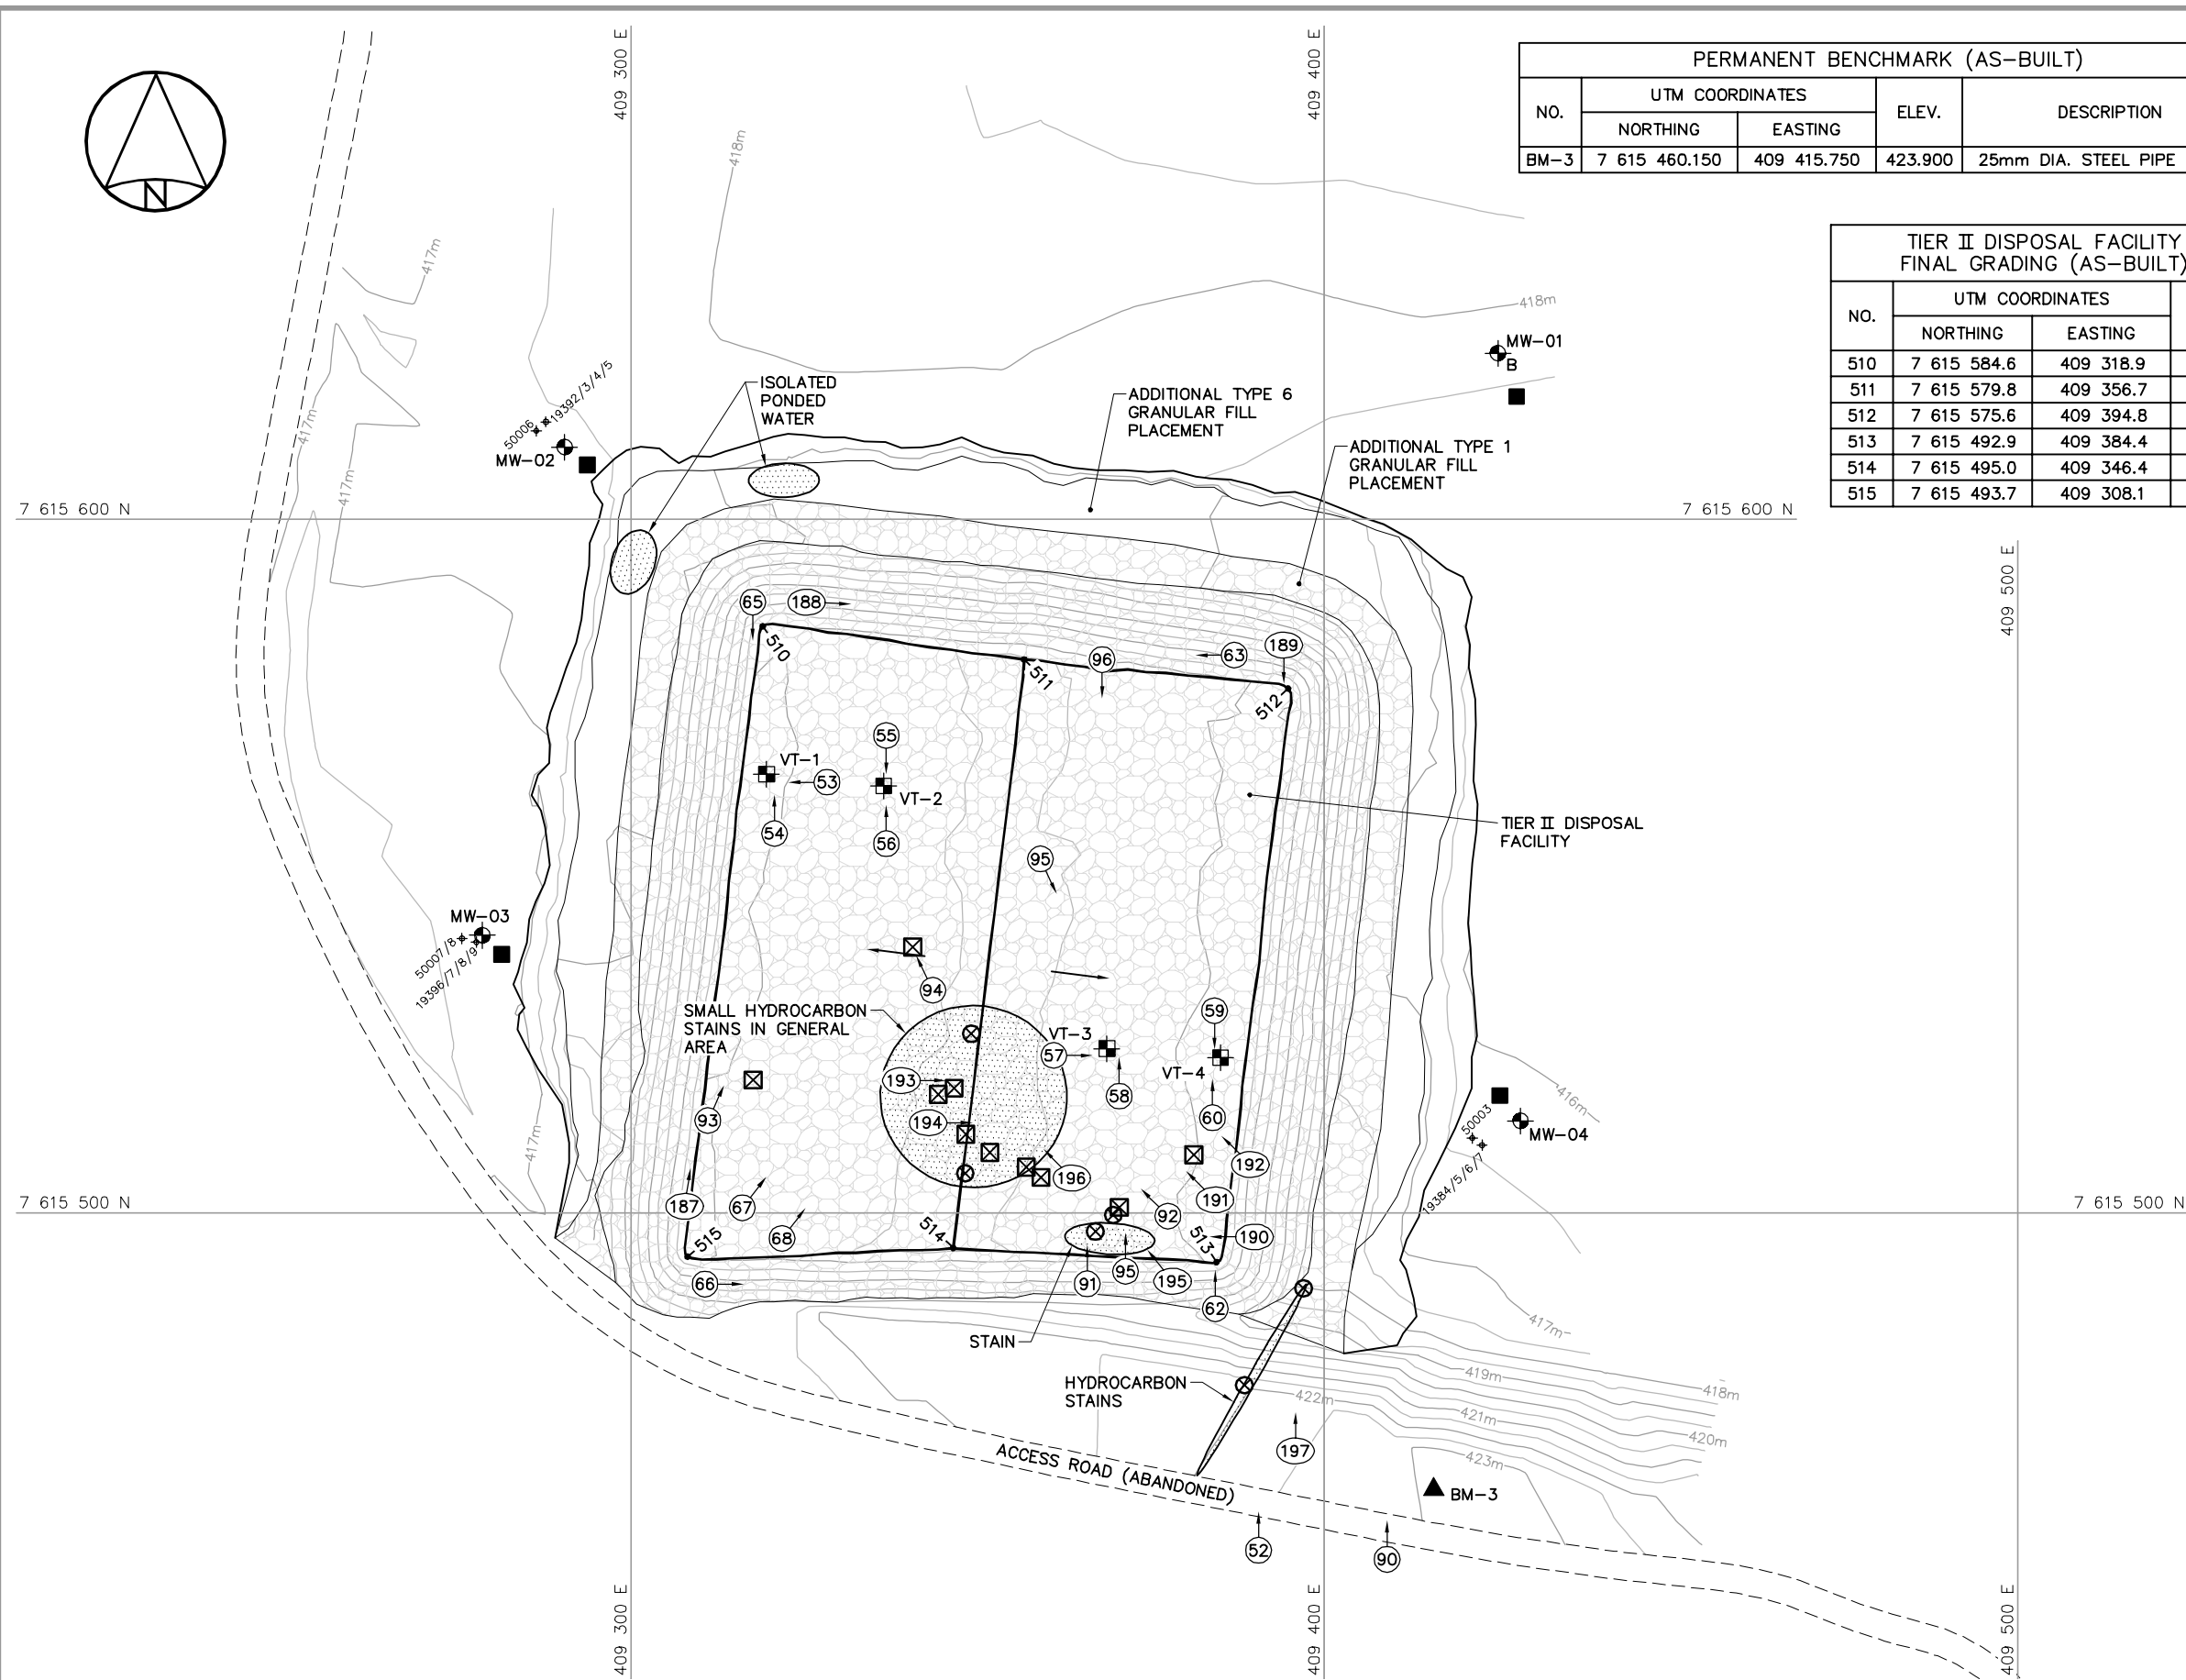 409 300 E
409 400 E
PERMANENT BENCHMARK (AS-BUILT)
NO.
UTM COORDINATES
ELEV.
DESCRIPTION
NORTHING
EASTING
BM-3 7 615 460.150 409 415.750 423.900 25mm DIA. STEEL PIPE
N
418m
417m
TIER II DISPOSAL FACILITY
FINAL GRADING (AS-BUILT)
NO.
UTM COORDINATES
NORTHING EASTING
510 7 615 584.6 409 318.9
511 7 615 579.8 409 356.7
512 7 615 575.6 409 394.8
513 7 615 492.9 409 384.4
514 7 615 495.0 409 346.4
515 7 615 493.7 409 308.1
418m
MW-01
B
ISOLATED
PONDED
WATER
ADDITIONAL TYPE 6
GRANULAR FILL
PLACEMENT
ADDITIONAL TYPE 1
GRANULAR FILL
PLACEMENT
50006
19392/3/4/5
MW-02
417m
417m
7 615 600 N
7 615 600 N
409 500 E
65
188
63
189
96
510
511
512
55
VT-1
53
VT-2
54
56
TIER II DISPOSAL
FACILITY
95
MW-03
50007/8
19396/7/8/9
94
SMALL HYDROCARBON
STAINS IN GENERAL
AREA
59
VT-3
57
VT-4
193
58
60
93
194
416m
50003
MW-04
19384/5/6/7
417m
192
196
191
187
67
92
7 615 500 N
7 615 500 N
68
514
513
190
515
66
91
95
195
62
STAIN
417m
419m
418m
HYDROCARBON
STAINS
422m
421m
420m
197
423m
ACCESS ROAD (ABANDONED)
BM-3
52
90
409 300 E
409 400 E
409 500 E